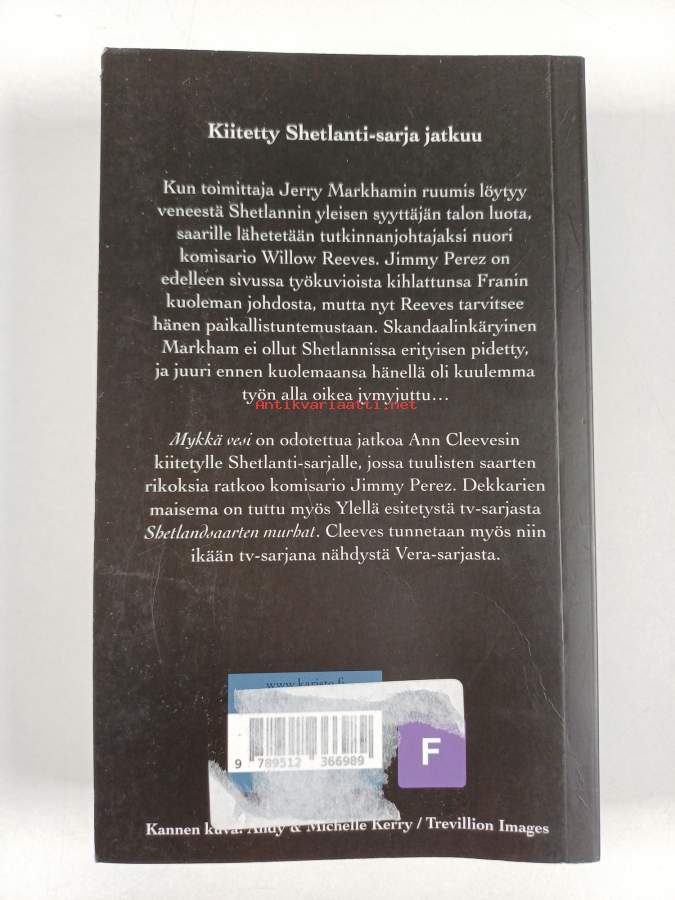 Kiitetty Shetlanti-sarja jatkuu
Kun toimittaja Jerry Markhamin ruumis löytyy
veneestä Shetlannin yleisen syyttäjän talon luota,
saarille lähetetään tutkinnanjohtajaksi nuori
komisario Willow Reeves. Jimmy Perez on
edelleen sivussa työkuvioista kihlattunsa Franin
kuoleman johdosta, mutta nyt Reeves tarvitsee
hänen paikallistuntemustaan. Skandaalinkäryinen
Markham ei ollut Shetlannissa erityisen pidetty,
ja juuri ennen kuolemaansa hänellä oli kuulemma
työn alla oikea jymyjuttu…
Antikvariaatti.net
Mykkä vesi on odotettua jatkoa Ann Cleevesin
kiitetylle Shetlanti-sarjalle, jossa tuulisten saarten
rikoksia ratkoo komisario Jimmy Perez. Dekkarien
maisema on tuttu myös Ylellä esitetystä tv-sarjasta
Shetlandsaarten murhat. Cleeves tunnetaan myös niin
ikään tv-sarjana nähdystä Vera-sarjasta.
www.karisto.fi
9 789512 366989
F
Kannen kuva: Andy & Michelle Kerry / Trevillion Images